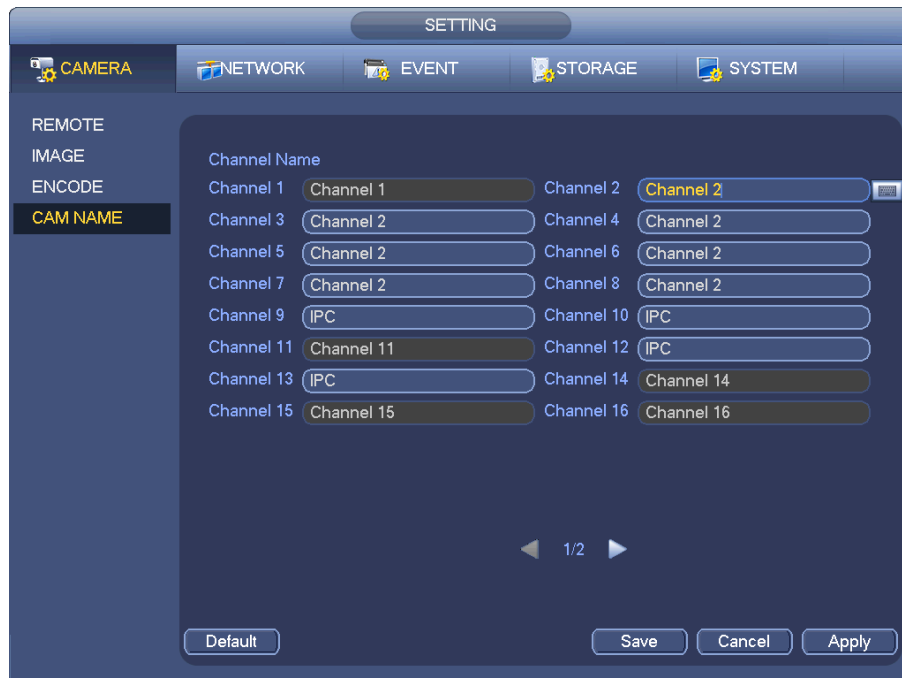 SETTING
CAMERA NETWORK EVENT STORAGE SYSTEM
REMOTE
IMAGE
ENCODE
CAM NAME
Channel Name
Channel 1 Channel 1 Channel 2 Channel 2
Channel 3 Channel 2 Channel 4 Channel 2
Channel 5 Channel 2 Channel 6 Channel 2
Channel 7 Channel 2 Channel 8 Channel 2
Channel 9 IPC Channel 10 IPC
Channel 11 Channel 11 Channel 12 IPC
Channel 13 IPC Channel 14 Channel 14
Channel 15 Channel 15 Channel 16 Channel 16
1/2
Default Save Cancel Apply